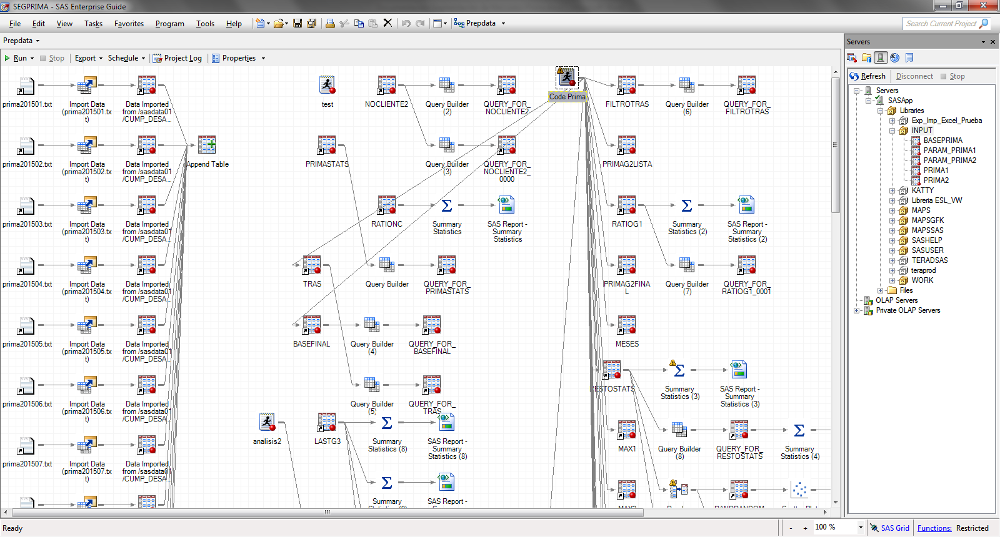 SEGPRIMA - SAS Enterprise Guide
File Edit View Tasks Favorites Program Tools Help Prepdata Search Current Project
Prepdata
Run Stop Export Schedule Project Log Properties
prima201501.txt
Import Data
(prima201501.tx
t)
Data Imported
from /sasdata01
/CUMP_DESA...
prima201502.txt
Import Data
(prima201502.tx
t)
Data Imported
from /sasdata01
/CUMP_DESA...
Append Table
prima201503.txt
Import Data
(prima201503.tx
t)
Data Imported
from /sasdata01
/CUMP_DESA...
prima201504.txt
Import Data
(prima201504.tx
t)
Data Imported
from /sasdata01
/CUMP_DESA...
prima201505.txt
Import Data
(prima201505.tx
t)
Data Imported
from /sasdata01
/CUMP_DESA...
prima201506.txt
Import Data
(prima201506.tx
t)
Data Imported
from /sasdata01
/CUMP_DESA...
prima201507.txt
Import Data
(prima201507.tx
t)
Data Imported
from /sasdata01
/CUMP_DESA...
test
NOCLIENTE2
Query Builder
(2)
QUERY_FOR_
NOCLIENTE2
PRIMASTATS
Query Builder
(3)
QUERY_FOR_
NOCLIENTE2_
0000
RATIONC
Summary
Statistics
SAS Report -
Summary
Statistics
TRAS
Query Builder
QUERY_FOR_
PRIMASTATS
BASEFINAL
Query Builder
(4)
QUERY_FOR_
BASEFINAL
Query Builder
(5)
QUERY_FOR_
TRAS
analisis2
LASTG3
Summary
Statistics (8)
SAS Report -
Summary
Statistics (8)
Summary
SAS Report -
Code Prima
FILTROTRAS
Query Builder
(6)
QUERY_FOR_
FILTROTRAS
PRIMAG2LISTA
RATIOG1
Summary
Statistics (2)
SAS Report -
Summary
Statistics (2)
PRIMAG2FINA
L
Query Builder
(7)
QUERY_FOR_
RATIOG1_0001
MESES
RESTOSTATS
Summary
Statistics (3)
SAS Report -
Summary
Statistics (3)
MAX1
Query Builder
(8)
QUERY_FOR_
RESTOSTATS
Summary
Statistics (4)
Servers
Refresh Disconnect Stop
Servers
SASApp
Libraries
Exp_Imp_Excel_Prueba
INPUT
BASEPRIMA
PARAM_PRIMA1
PARAM_PRIMA2
PRIMA1
PRIMA2
KATTY
Libreria ESL_VW
MAPS
MAPSGFK
MAPSSAS
SASHELP
SASUSER
TERADSAS
teraprod
WORK
Files
OLAP Servers
Private OLAP Servers
Ready - + 100 % SAS Grid Functions: Restricted